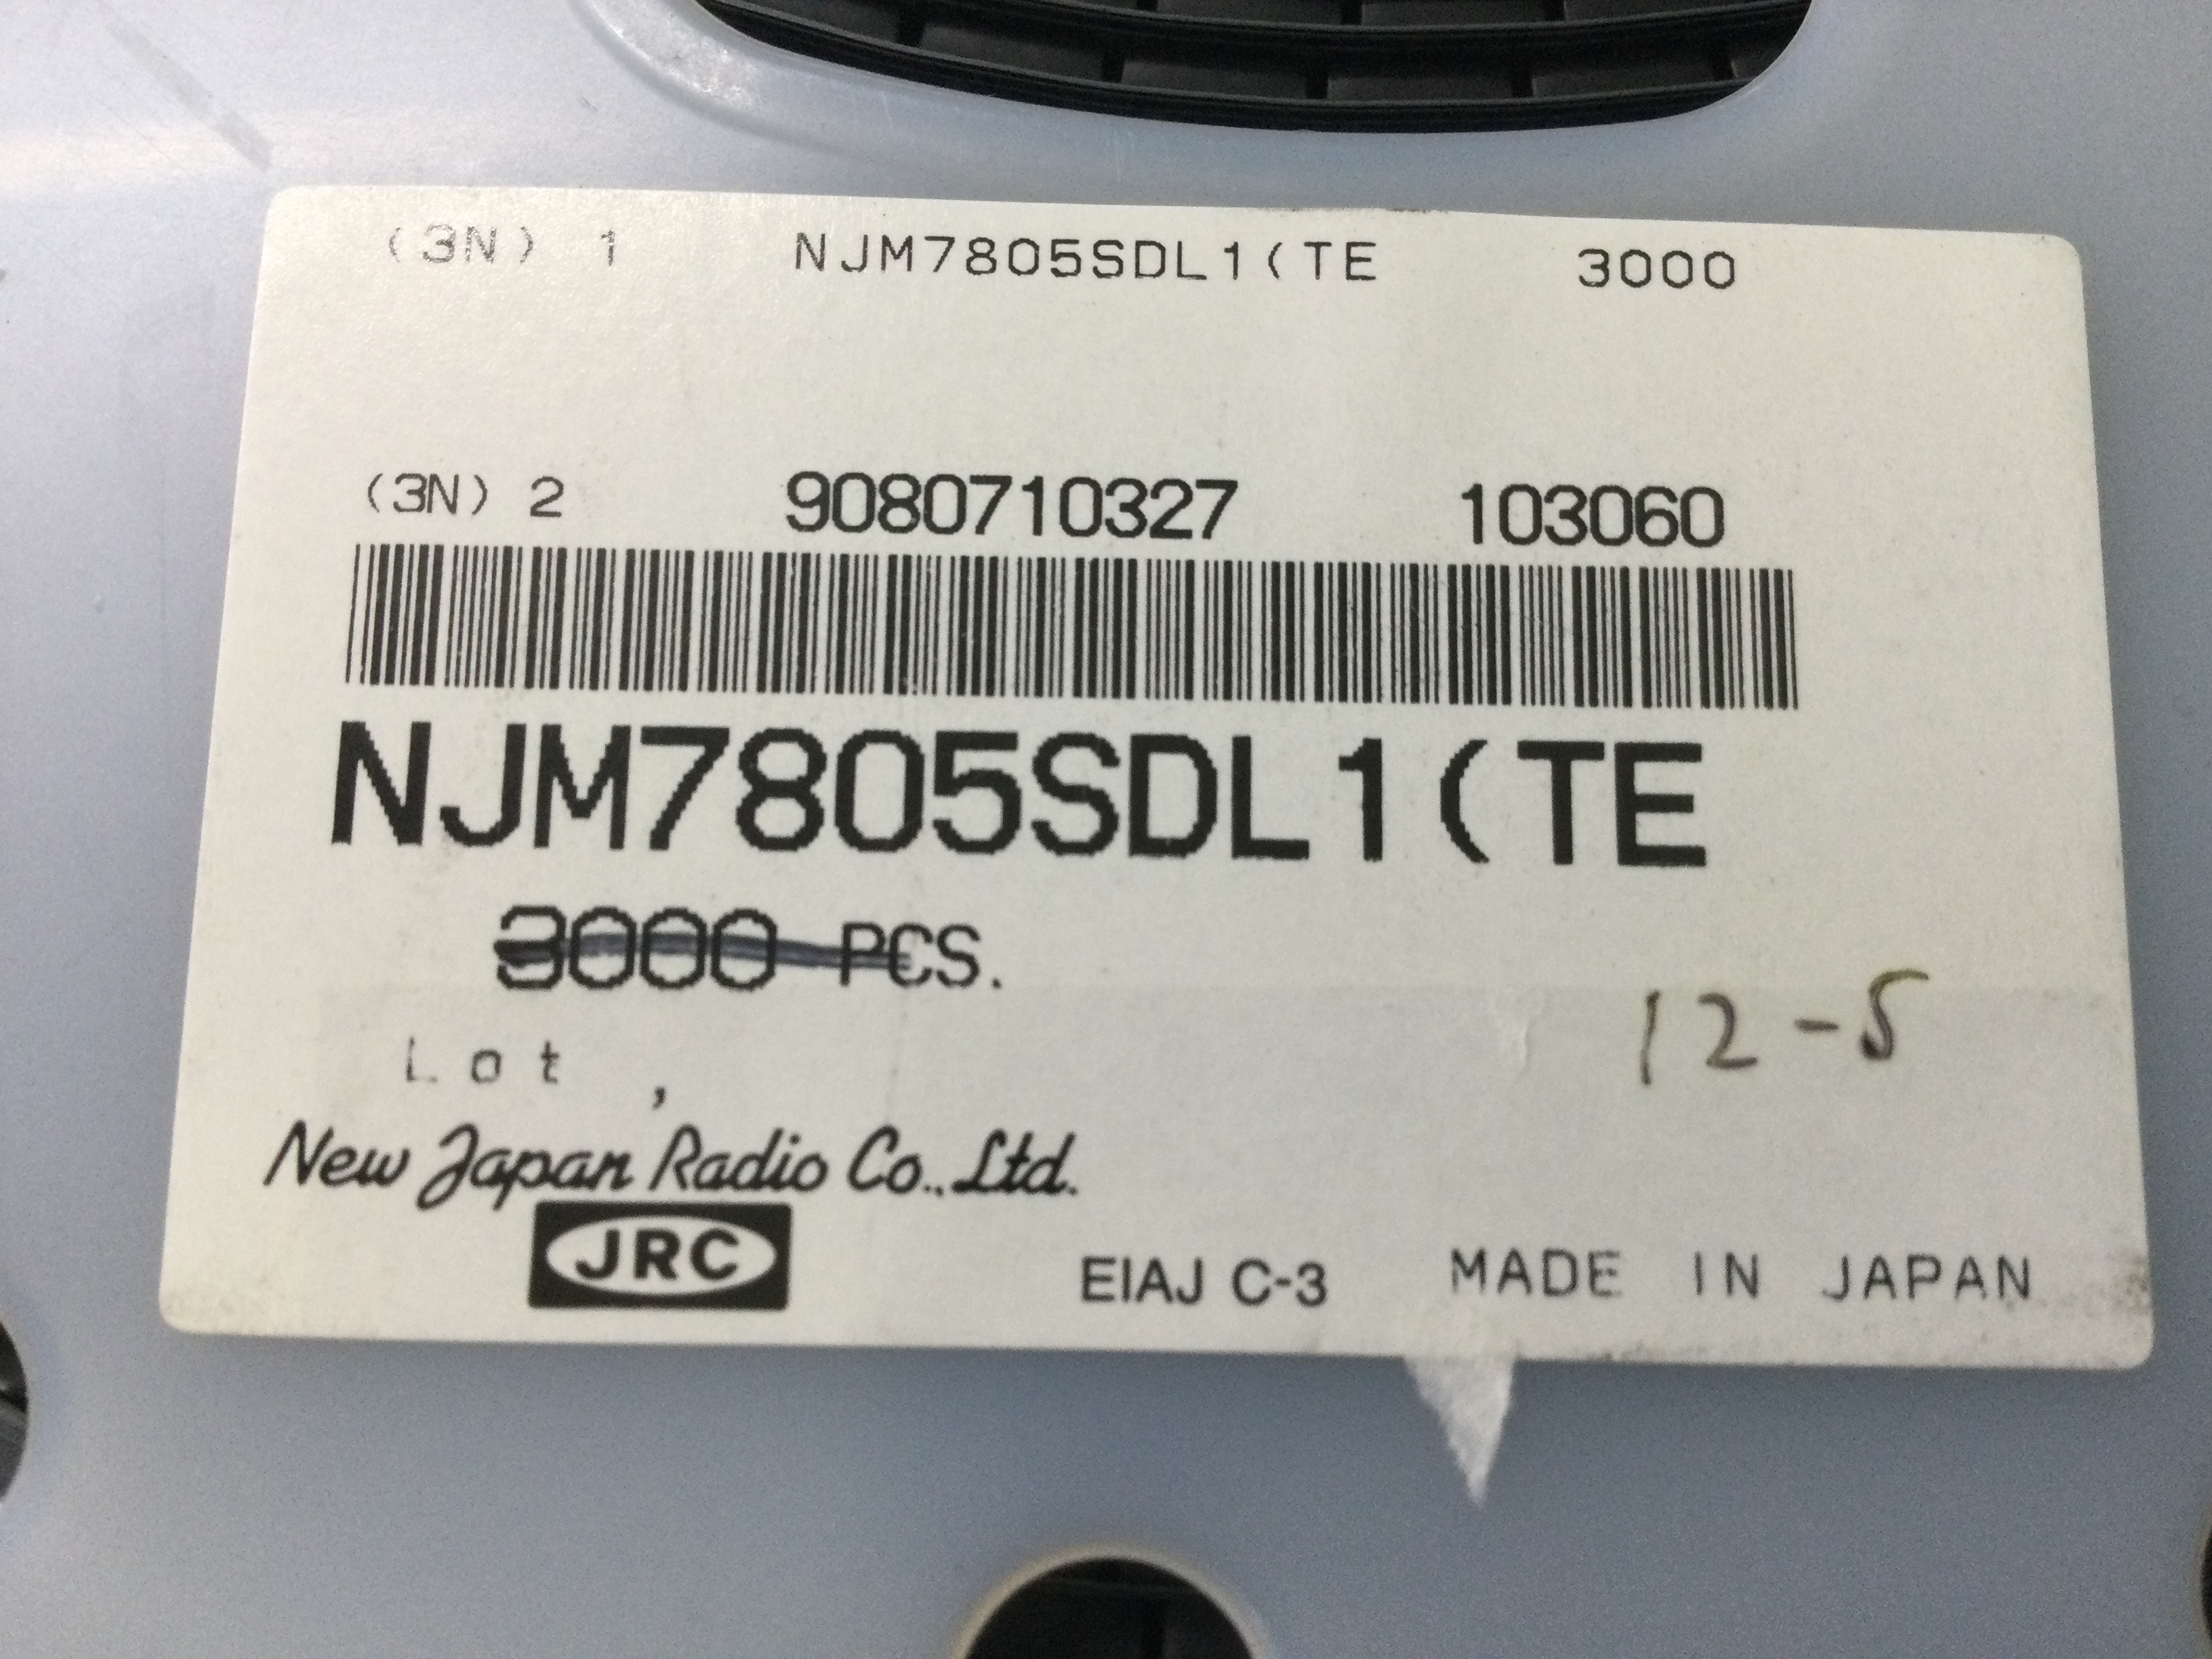 (3N) 1 NJM7805SDL1(TE 3000
(3N) 2 9080710327 103060
NJM7805SDL1(TE
3000 PCS.
12-5
Lot ,
New Japan Radio Co.,Ltd.
JRC
EIAJ C-3 MADE IN JAPAN